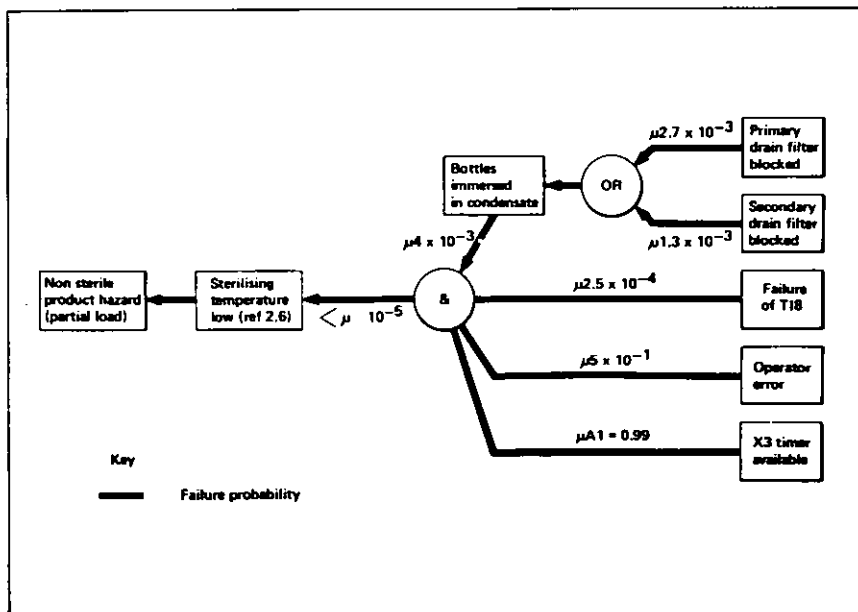 μ2.7 x 10⁻³
Primary
drain filter
blocked
Bottles
immersed
in condensate
OR
Secondary
drain filter
blocked
μ1.3 x 10⁻³
μ4 x 10⁻³
Non sterile
product hazard
(partial load)
Sterilising
temperature
low (ref 2.6)
< μ 10⁻⁵
&
μ2.5 x 10⁻⁴
Failure
of T18
μ5 x 10⁻¹
Operator
error
μA1 = 0.99
X3 timer
available
Key
Failure probability